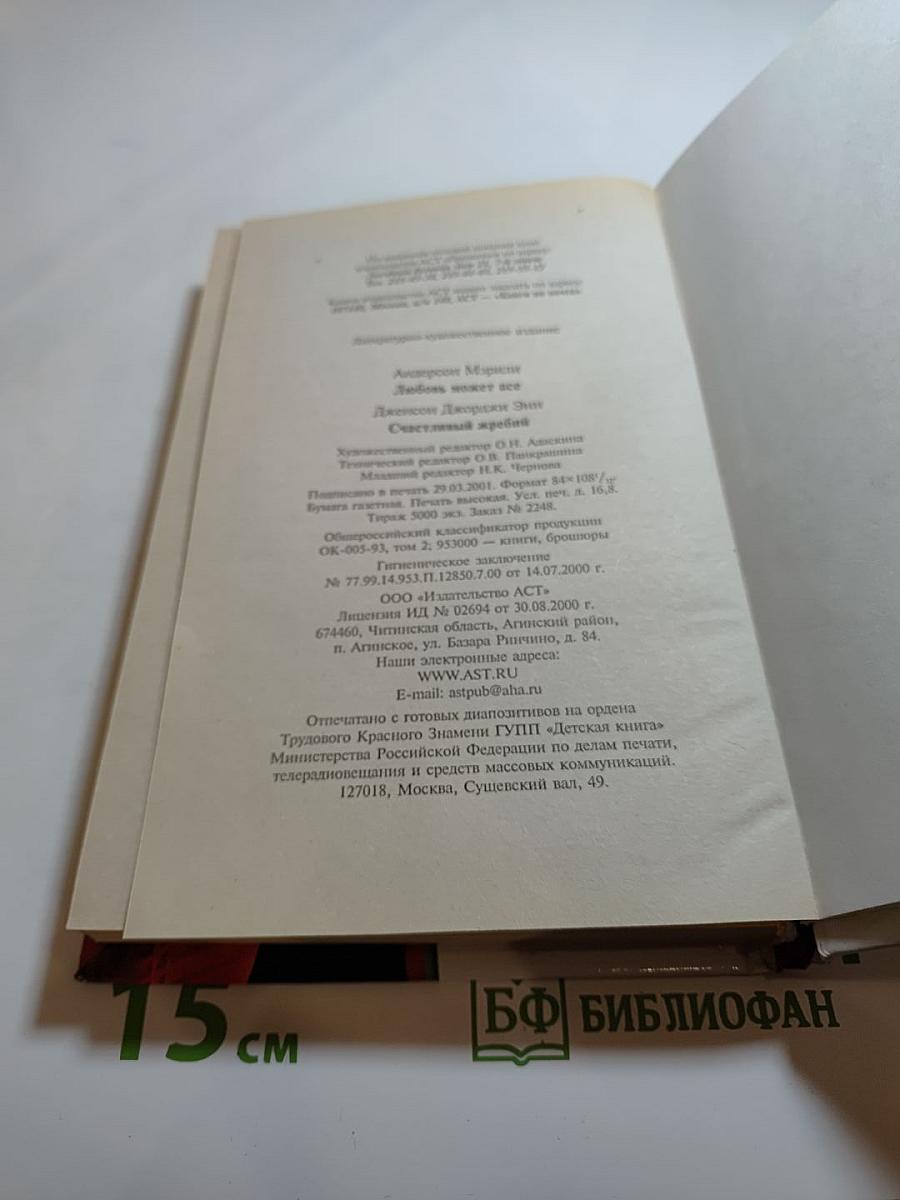 Литературно-художественное издание
Андерсон Мэрили
Любовь может все
Дженсон Джорджи Энн
Счастливый жребий
Художественный редактор О.Н. Адаскина
Технический редактор О.В. Панкрашина
Младший редактор Н.К. Чернова
Подписано в печать 29.03.2001. Формат 84×108¹/₃₂.
Бумага газетная. Печать высокая. Усл. печ. л. 16,8.
Тираж 5000 экз. Заказ № 2248.
Общероссийский классификатор продукции
ОК-005-93, том 2; 953000 — книги, брошюры
Гигиеническое заключение
№ 77.99.14.953.П.12850.7.00 от 14.07.2000 г.
ООО «Издательство АСТ»
Лицензия ИД № 02694 от 30.08.2000 г.
674460, Читинская область, Агинский район,
п. Агинское, ул. Базара Ринчино, д. 84.
Наши электронные адреса:
WWW.AST.RU
E-mail: astpub@aha.ru
Отпечатано с готовых диапозитивов на ордена
Трудового Красного Знамени ГУПП «Детская книга»
Министерства Российской Федерации по делам печати,
телерадиовещания и средств массовых коммуникаций.
127018, Москва, Сущевский вал, 49.
15 см
БФ БИБЛИОФАН